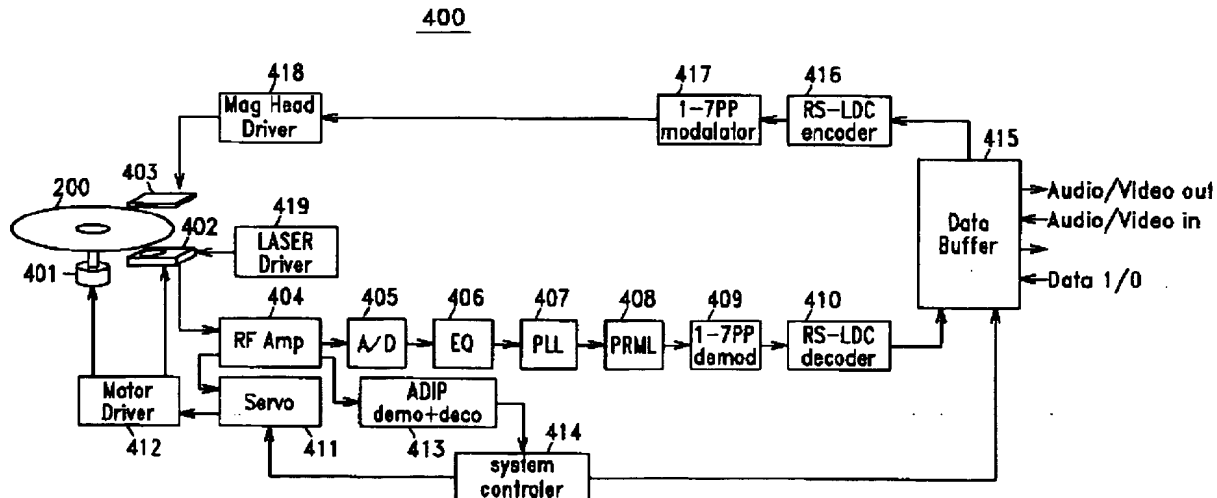 400
418
Mag Head
Driver
417
1-7PP
modalator
416
RS-LDC
encoder
415
Data
Buffer
Audio/Video out
Audio/Video in
Data 1/0
200
403
402
401
419
LASER
Driver
404
RF Amp
405
A/D
406
EQ
407
PLL
408
PRML
409
1-7PP
demod
410
RS-LDC
decoder
Motor
Driver
412
Servo
411
ADIP
demo+deco
413
414
system
controler